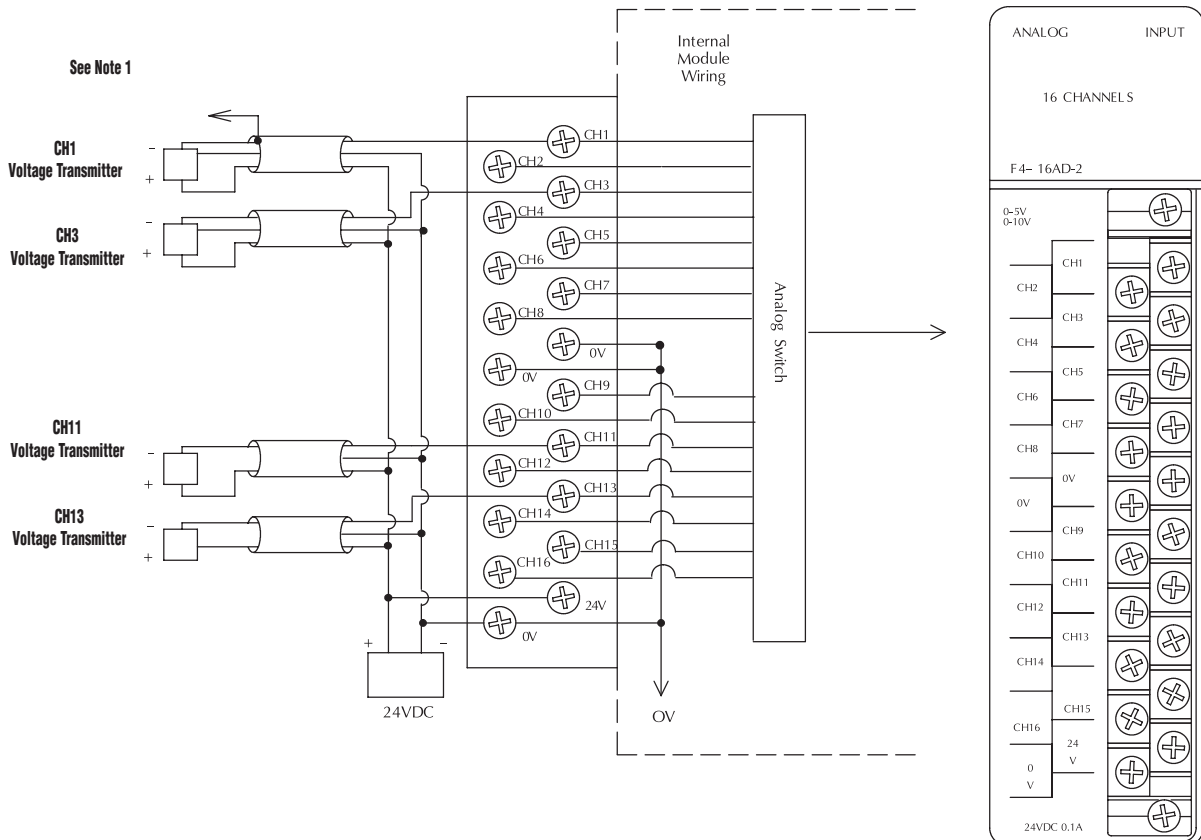 See Note 1
CH1
Voltage Transmitter
-
+
CH3
Voltage Transmitter
-
+
CH11
Voltage Transmitter
-
+
CH13
Voltage Transmitter
-
+
Internal
Module
Wiring
CH1
CH2
CH3
CH4
CH5
CH6
CH7
CH8
0V
0V
CH9
CH10
CH11
CH12
CH13
CH14
CH15
CH16
24V
0V
+
-
24VDC
OV
Analog Switch
ANALOG INPUT
16 CHANNELS
F4-16AD-2
0-5V
0-10V
CH1
CH2
CH3
CH4
CH5
CH6
CH7
CH8
0V
0V
CH9
CH10
CH11
CH12
CH13
CH14
CH15
CH16
24
V
0
V
24VDC 0.1A